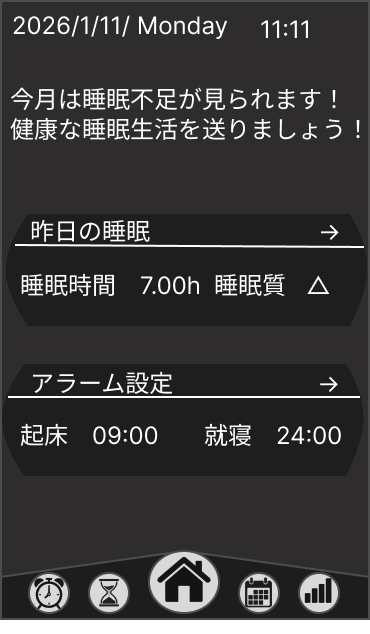 2026/1/11/ Monday 11:11
今月は睡眠不足が見られます！
健康な睡眠生活を送りましょう！
昨日の睡眠 →
睡眠時間 7.00h 睡眠質 △
アラーム設定 →
起床 09:00 就寝 24:00